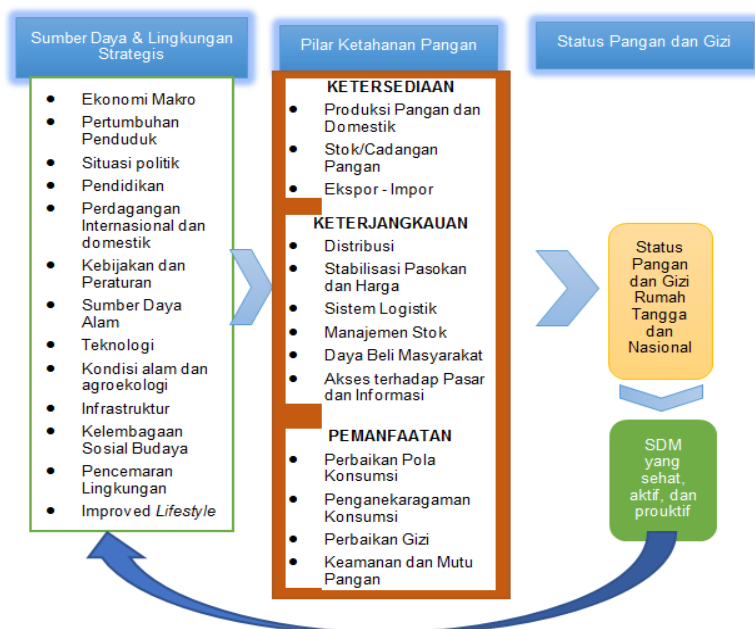 Sumber Daya & Lingkungan
Strategis
Ekonomi Makro
Pertumbuhan
Penduduk
Situasi politik
Pendidikan
Perdagangan
Internasional dan
domestik
Kebijakan dan
Peraturan
Sumber Daya
Alam
Teknologi
Kondisi alam dan
agroekologi
Infrastruktur
Kelembagaan
Sosial Budaya
Pencemaran
Lingkungan
Improved Lifestyle
Pilar Ketahanan Pangan
KETERSEDIAAN
Produksi Pangan dan
Domestik
Stok/Cadangan
Pangan
Ekspor - Impor
KETERJANGKAUAN
Distribusi
Stabilisasi Pasokan
dan Harga
Sistem Logistik
Manajemen Stok
Daya Beli Masyarakat
Akses terhadap Pasar
dan Informasi
PEMANFAATAN
Perbaikan Pola
Konsumsi
Penganekaragaman
Konsumsi
Perbaikan Gizi
Keamanan dan Mutu
Pangan
Status Pangan dan Gizi
Status
Pangan
dan Gizi
Rumah
Tangga
dan
Nasional
SDM
yang
sehat,
aktif, dan
prouktif